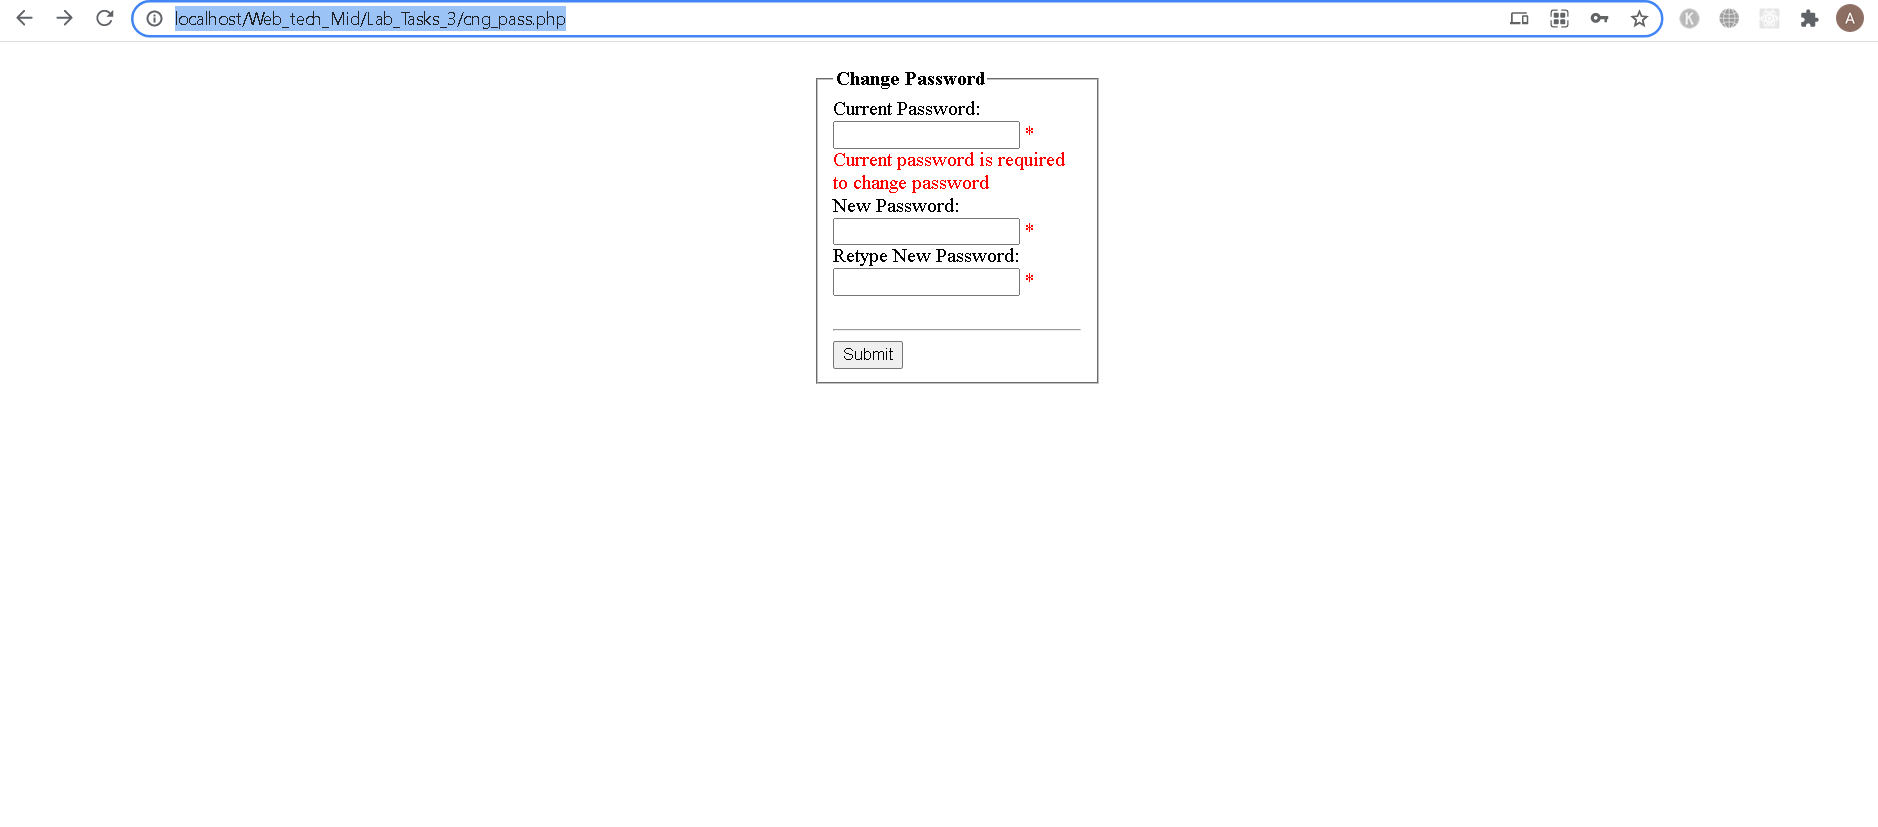 localhost/Web_tech_Mid/Lab_Tasks_3/cng_pass.php
K
A
Change Password
Current Password:
*
Current password is required
to change password
New Password:
*
Retype New Password:
*
Submit